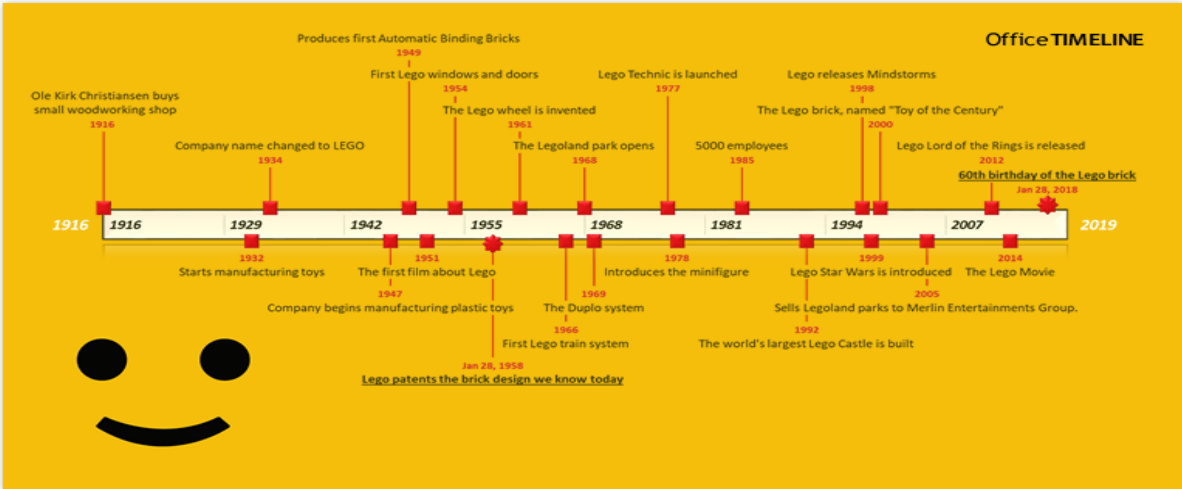 Office TIMELINE
Produces first Automatic Binding Bricks
1949
First Lego windows and doors
1954
Lego Technic is launched
1977
Lego releases Mindstorms
1998
Ole Kirk Christiansen buys
small woodworking shop
1916
The Lego wheel is invented
1961
The Lego brick, named "Toy of the Century"
2000
Company name changed to LEGO
1934
The Legoland park opens
1968
5000 employees
1985
Lego Lord of the Rings is released
2012
60th birthday of the Lego brick
Jan 28, 2018
1916
1916
1929
1942
1955
1968
1981
1994
2007
2019
1932
Starts manufacturing toys
1951
The first film about Lego
1978
Introduces the minifigure
1999
Lego Star Wars is introduced
2014
The Lego Movie
1947
Company begins manufacturing plastic toys
1969
The Duplo system
2005
Sells Legoland parks to Merlin Entertainments Group.
1966
First Lego train system
1992
The world's largest Lego Castle is built
Jan 28, 1958
Lego patents the brick design we know today